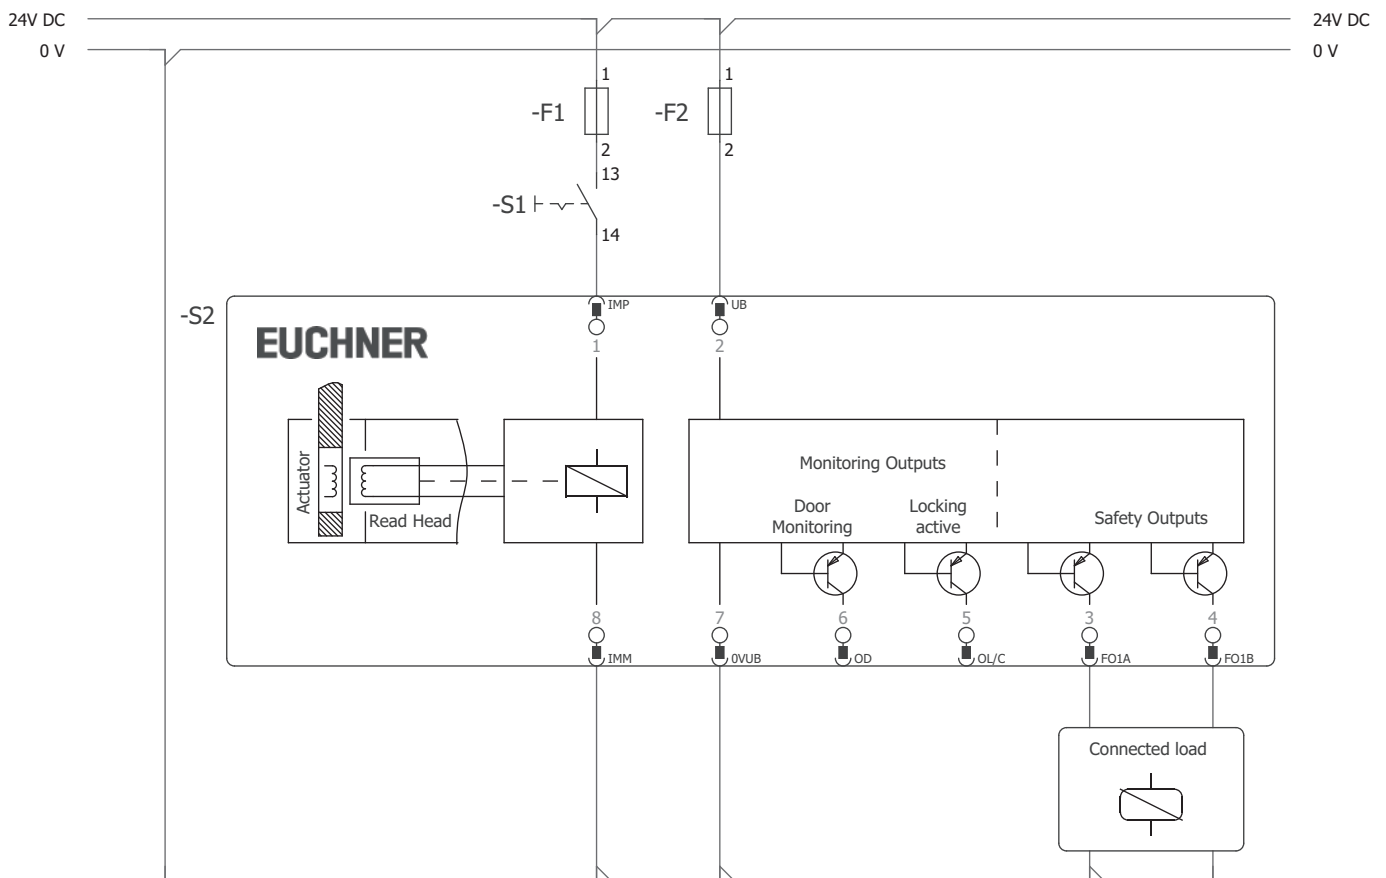 24V DC
24V DC
0 V
0 V
1
1
-F1
-F2
2
2
13
-S1
14
-S2
IMP
UB
EUCHNER
1
2
Actuator
Read Head
Monitoring Outputs
Door
Monitoring
Locking
active
Safety Outputs
8
7
6
5
3
4
IMM
0VUB
OD
OL/C
FO1A
FO1B
Connected load